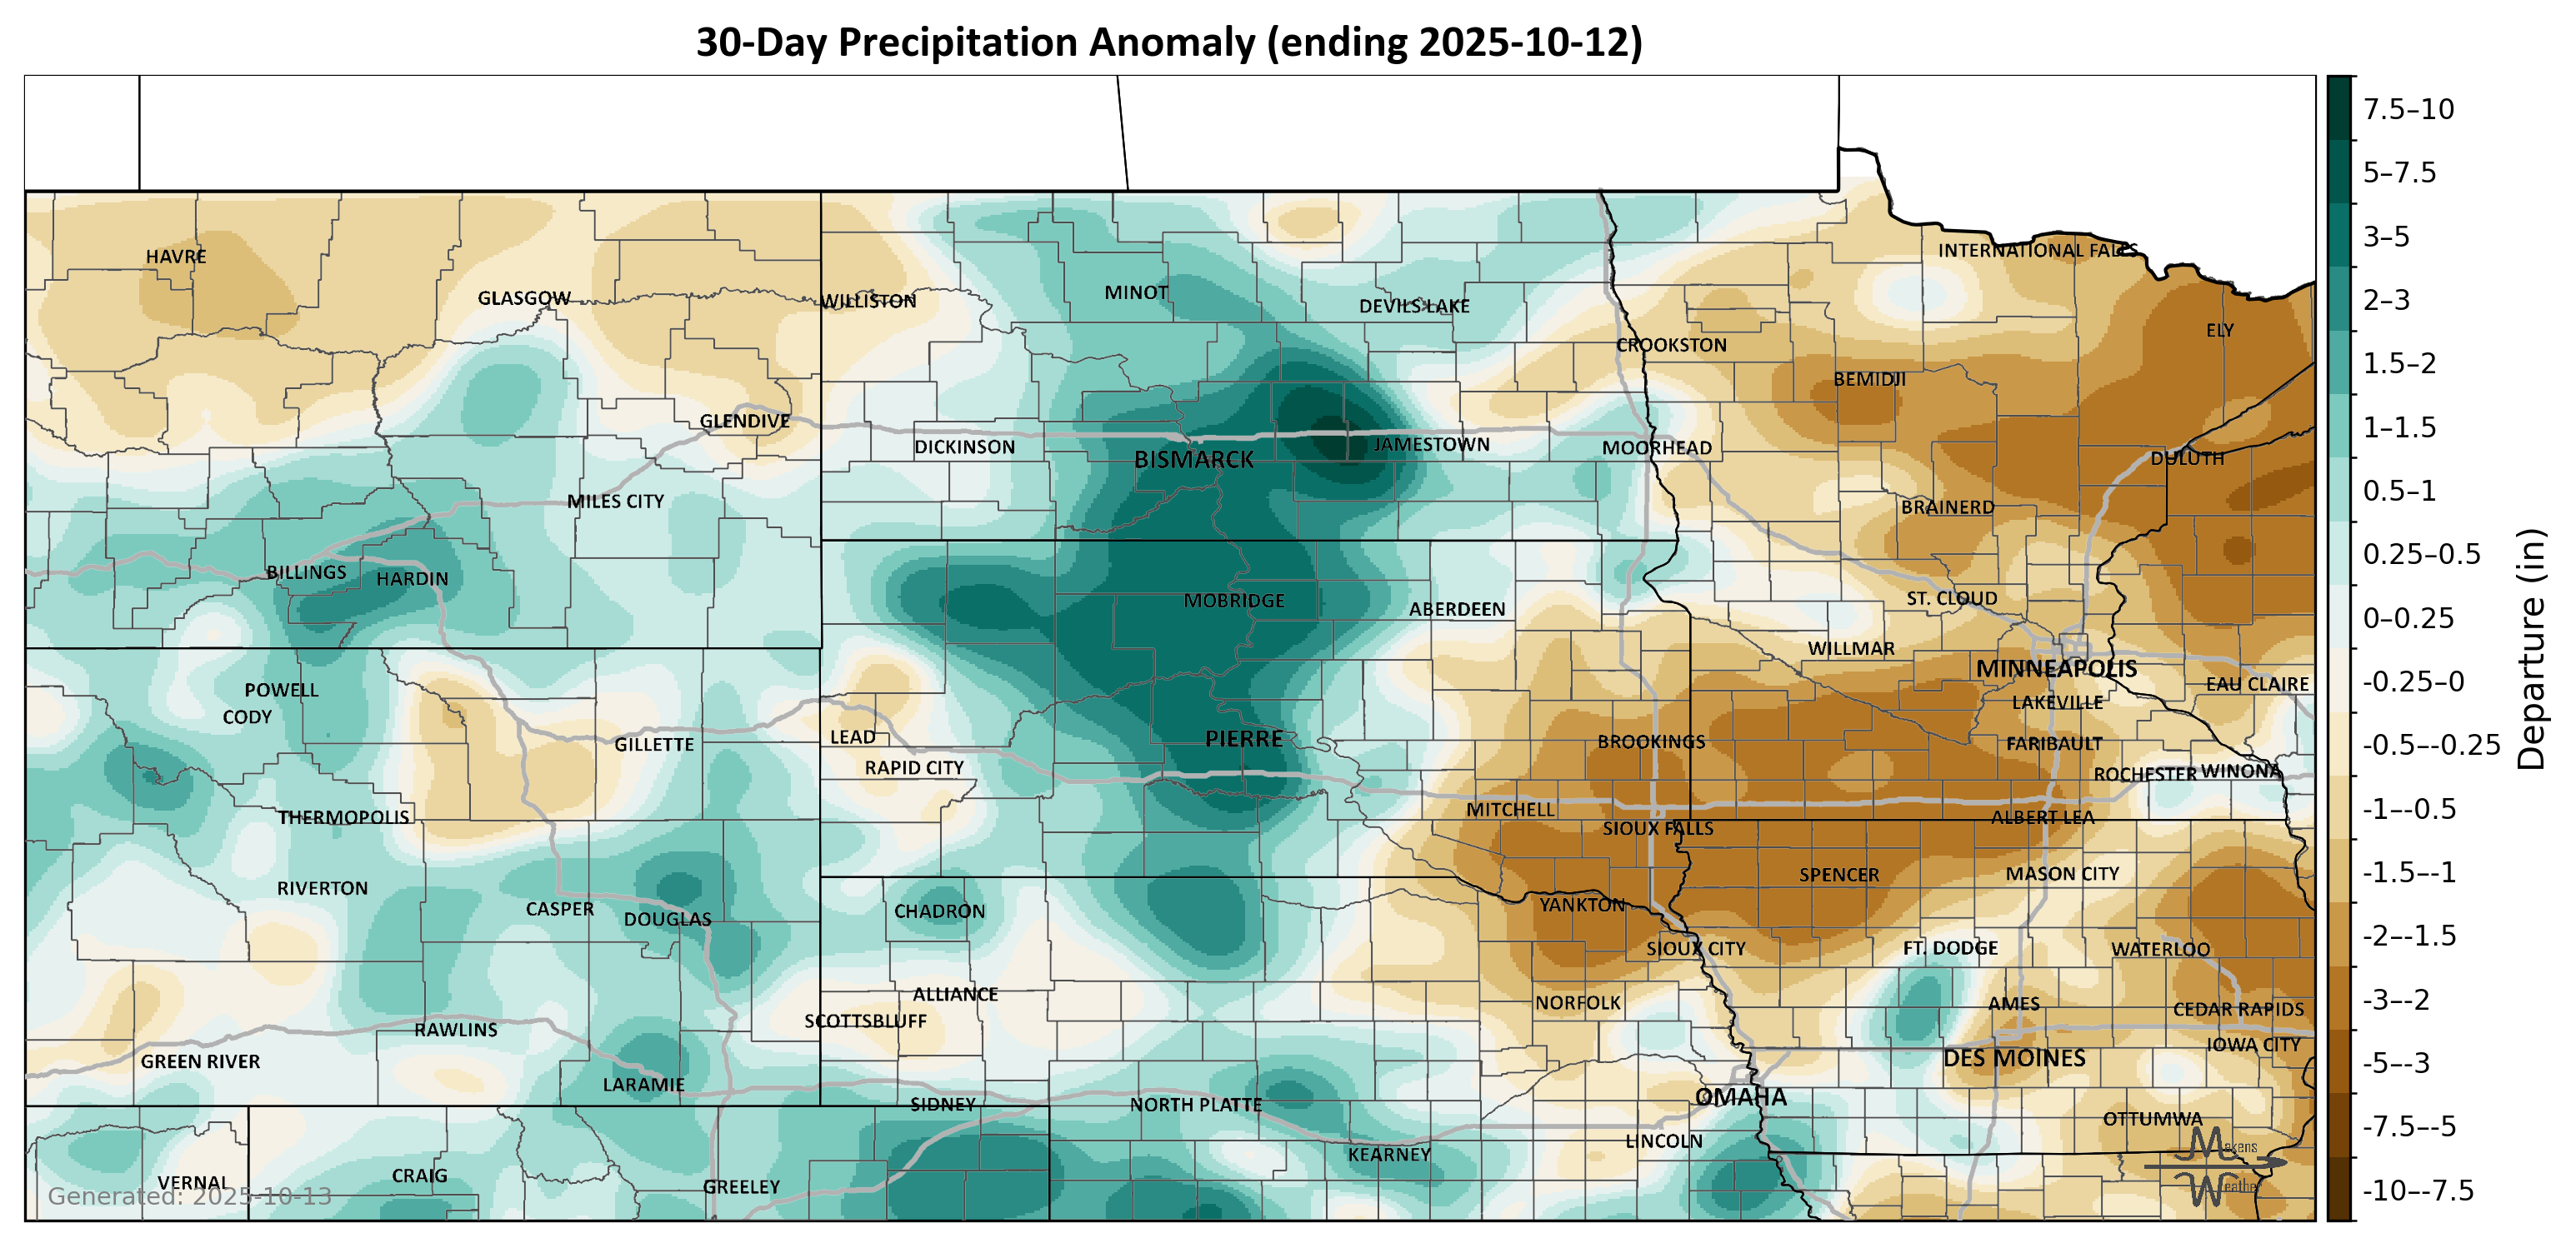 30-Day Precipitation Anomaly (ending 2025-10-12)
HAVRE
GLASGOW
WILLISTON
MINOT
DEVILS LAKE
INTERNATIONAL FALLS
ELY
CROOKSTON
BEMIDJI
GLENDIVE
DICKINSON
BISMARCK
JAMESTOWN
MOORHEAD
DULUTH
MILES CITY
BRAINERD
BILLINGS
HARDIN
MOBRIDGE
ABERDEEN
ST. CLOUD
WILLMAR
MINNEAPOLIS
EAU CLAIRE
POWELL
CODY
LAKEVILLE
GILLETTE
LEAD
PIERRE
BROOKINGS
FARIBAULT
RAPID CITY
ROCHESTER
WINONA
THERMOPOLIS
MITCHELL
SIOUX FALLS
ALBERT LEA
RIVERTON
SPENCER
MASON CITY
CASPER
DOUGLAS
CHADRON
YANKTON
SIOUX CITY
FT. DODGE
WATERLOO
ALLIANCE
NORFOLK
AMES
CEDAR RAPIDS
SCOTTSBLUFF
RAWLINS
GREEN RIVER
IOWA CITY
DES MOINES
LARAMIE
SIDNEY
NORTH PLATTE
OMAHA
OTTUMWA
LINCOLN
KEARNEY
VERNAL
CRAIG
GREELEY
Generated: 2025-10-13
Makens
Weather
7.5–10
5–7.5
3–5
2–3
1.5–2
1–1.5
0.5–1
0.25–0.5
0–0.25
-0.25–0
-0.5–-0.25
-1–-0.5
-1.5–-1
-2–-1.5
-3–-2
-5–-3
-7.5–-5
-10–-7.5
Departure (in)